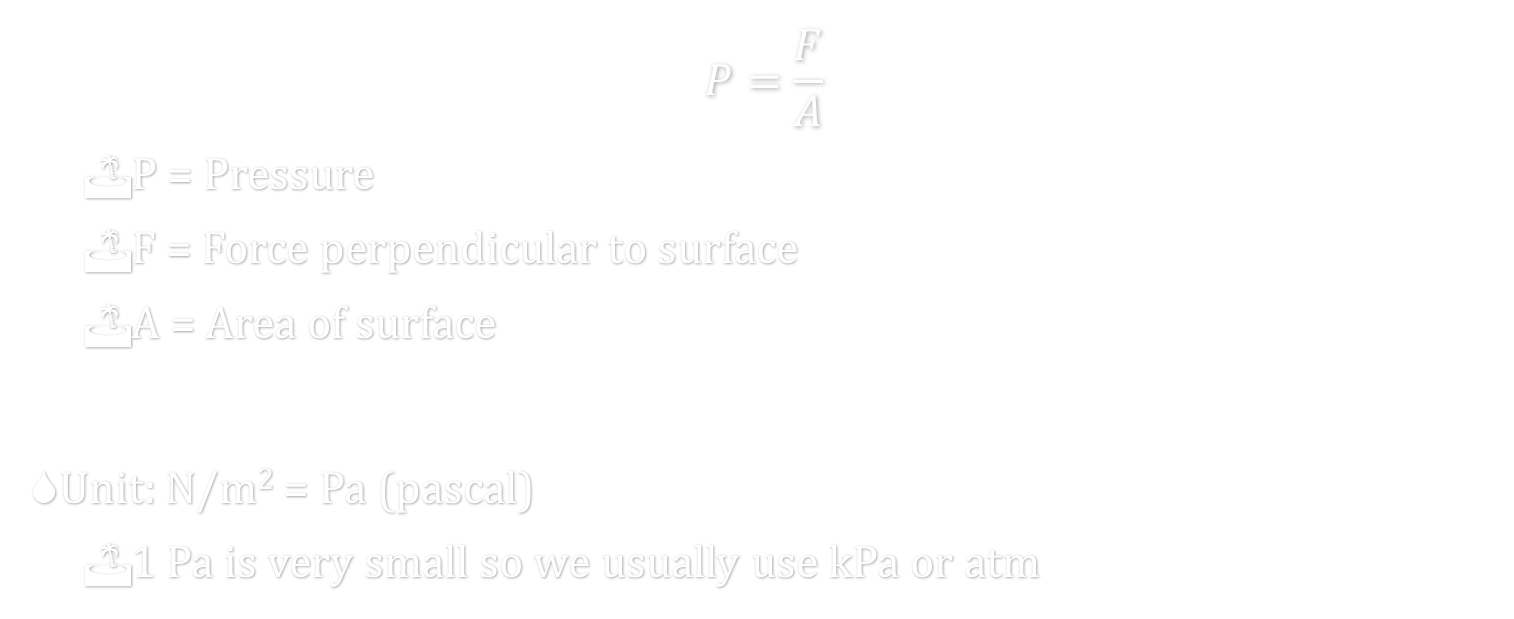 P = F/A
🏝P = Pressure
🏝F = Force perpendicular to surface
🏝A = Area of surface
💧Unit: N/m² = Pa (pascal)
🏝1 Pa is very small so we usually use kPa or atm